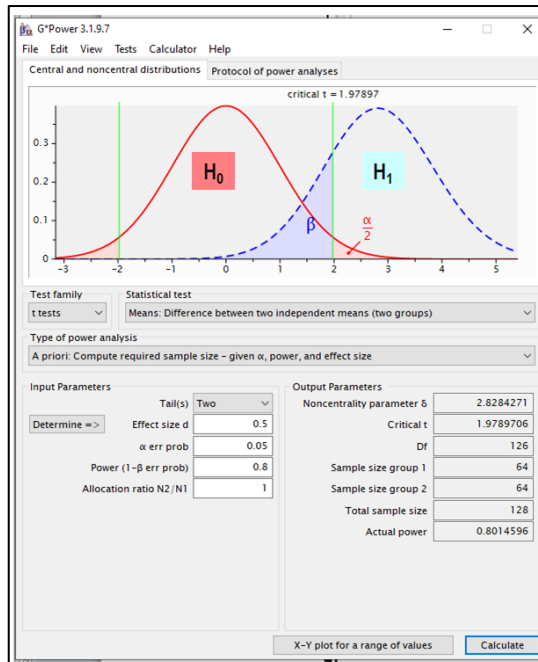 G*Power 3.1.9.7
File Edit View Tests Calculator Help
Central and noncentral distributions Protocol of power analyses
critical t = 1.97897
0.3
0.2
0.1
0
H0
H1
β
α
2
-3 -2 -1 0 1 2 3 4 5
Test family Statistical test
t tests Means: Difference between two independent means (two groups)
Type of power analysis
A priori: Compute required sample size - given α, power, and effect size
Input Parameters Output Parameters
Tail(s) Two Noncentrality parameter δ 2.8284271
Determine => Effect size d 0.5 Critical t 1.9789706
α err prob 0.05 Df 126
Power (1-β err prob) 0.8 Sample size group 1 64
Allocation ratio N2/N1 1 Sample size group 2 64
Total sample size 128
Actual power 0.8014596
X-Y plot for a range of values Calculate